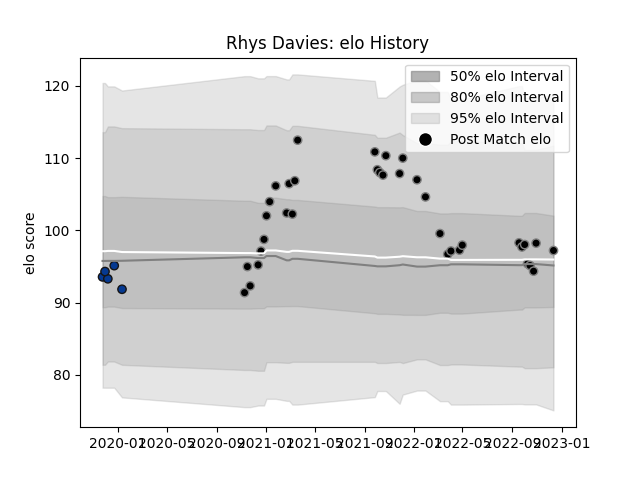 Rhys Davies: elo History
120
110
100
90
80
elo score
50% elo Interval
80% elo Interval
95% elo Interval
Post Match elo
2020-01 2020-05 2020-09 2021-01 2021-05 2021-09 2022-01 2022-05 2022-09 2023-01